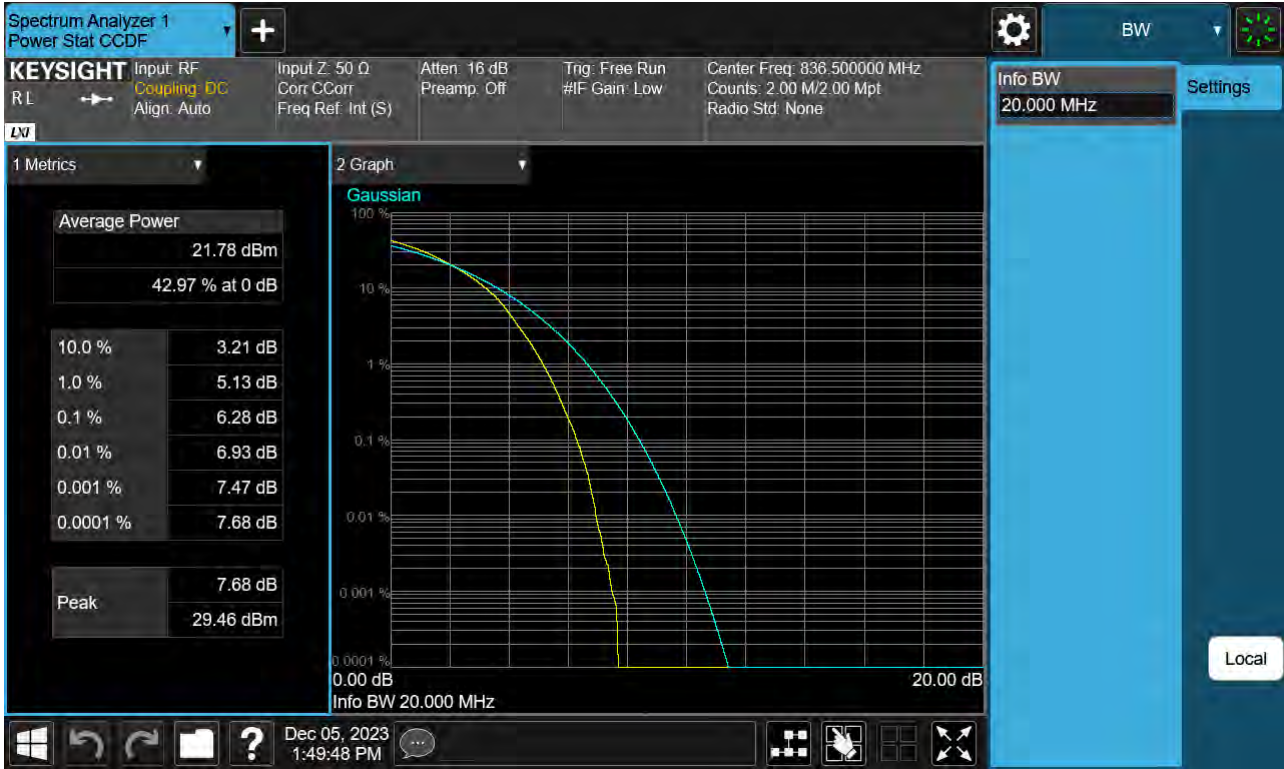 Spectrum Analyzer 1
Power Stat CCDF
+
BW
KEYSIGHT
R L
LXI
Input: RF
Coupling: DC
Align: Auto
Input Z: 50 Ω
Corr CCorr
Freq Ref: Int (S)
Atten: 16 dB
Preamp: Off
Trig: Free Run
#IF Gain: Low
Center Freq: 836.500000 MHz
Counts: 2.00 M/2.00 Mpt
Radio Std: None
Info BW
20.000 MHz
Settings
1 Metrics
Average Power
21.78 dBm
42.97 % at 0 dB
10.0 % 3.21 dB
1.0 % 5.13 dB
0.1 % 6.28 dB
0.01 % 6.93 dB
0.001 % 7.47 dB
0.0001 % 7.68 dB
Peak
7.68 dB
29.46 dBm
2 Graph
Gaussian
100 %
10 %
1 %
0.1 %
0.01 %
0.001 %
0.0001 %
0.00 dB 20.00 dB
Info BW 20.000 MHz
Local
?
Dec 05, 2023
1:49:48 PM